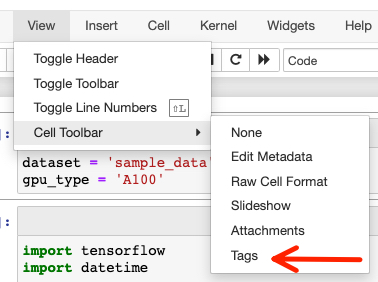 View Insert Cell Kernel Widgets Help
Code
Toggle Header
Toggle Toolbar
Toggle Line Numbers ⇧L
Cell Toolbar
None
Edit Metadata
Raw Cell Format
Slideshow
Attachments
Tags
]:
dataset = 'sample_data'
gpu_type = 'A100'
]:
import tensorflow
import datetime